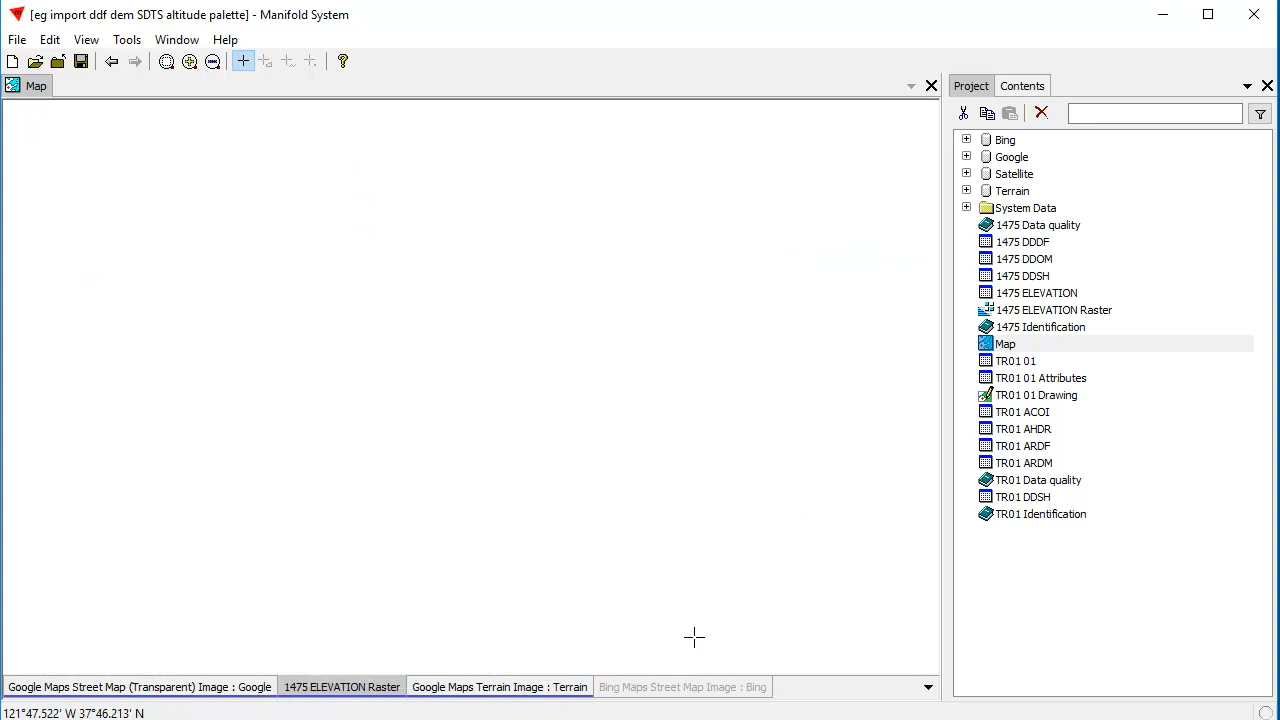 [eg import ddf dem SDTS altitude palette] - Manifold System
File Edit View Tools Window Help
Map
Project Contents
Bing
Google
Satellite
Terrain
System Data
1475 Data quality
1475 DDDF
1475 DDOM
1475 DDSH
1475 ELEVATION
1475 ELEVATION Raster
1475 Identification
Map
TR01 01
TR01 01 Attributes
TR01 01 Drawing
TR01 ACOI
TR01 AHDR
TR01 ARDF
TR01 ARDM
TR01 Data quality
TR01 DDSH
TR01 Identification
Google Maps Street Map (Transparent) Image : Google 1475 ELEVATION Raster Google Maps Terrain Image : Terrain Bing Maps Street Map Image : Bing
121°47.522' W 37°46.213' N